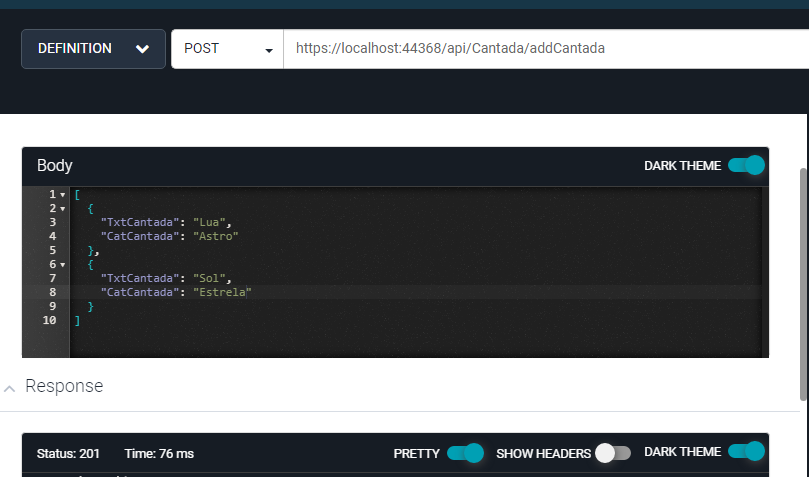 DEFINITION POST https://localhost:44368/api/Cantada/addCantada
Body DARK THEME
1 [
2 {
3 "TxtCantada": "Lua",
4 "CatCantada": "Astro"
5 },
6 {
7 "TxtCantada": "Sol",
8 "CatCantada": "Estrela"
9 }
10 ]
Response
Status: 201 Time: 76 ms PRETTY SHOW HEADERS DARK THEME